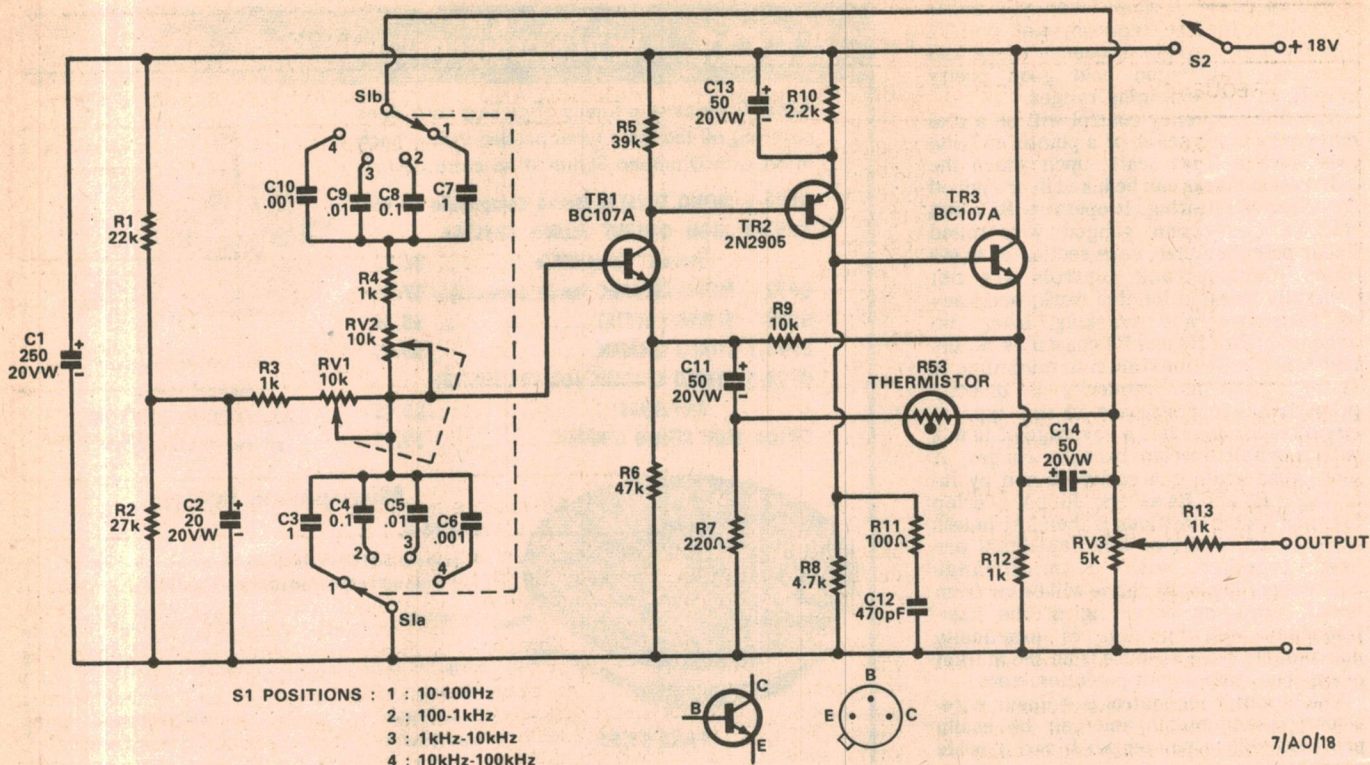 + 18V
S2
SIb
1
4
3
2
C10
.001
C9
.01
C8
0.1
C7
C13
50
20VW
R10
2.2k
R5
39k
TR1
BC107A
TR2
2N2905
TR3
BC107A
R1
22k
R4
1k
RV2
10k
C1
250
20VW
R3
1k
RV1
10k
R9
10k
C11
50
20VW
R53
THERMISTOR
C14
50
20VW
R2
27k
C2
20
20VW
C3
1
C4
0.1
C5
.01
C6
.001
2
3
1
4
SIa
R6
47k
R7
220Ω
R8
4.7k
R11
100Ω
C12
470pF
R12
1k
RV3
5k
R13
1k
OUTPUT
S1 POSITIONS : 1 : 10-100Hz
2 : 100-1kHz
3 : 1kHz-10kHz
4 : 10kHz-100kHz
B
C
E
B
E
C
7/AO/18